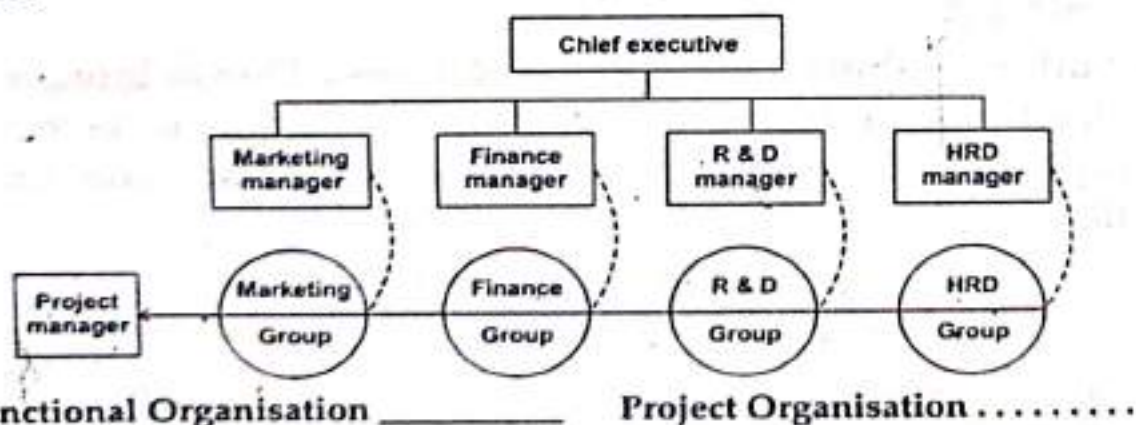 Chief executive
Marketing manager
Finance manager
R & D manager
HRD manager
Project manager
Marketing Group
Finance Group
R & D Group
HRD Group
nctional Organisation ________ Project Organisation .........